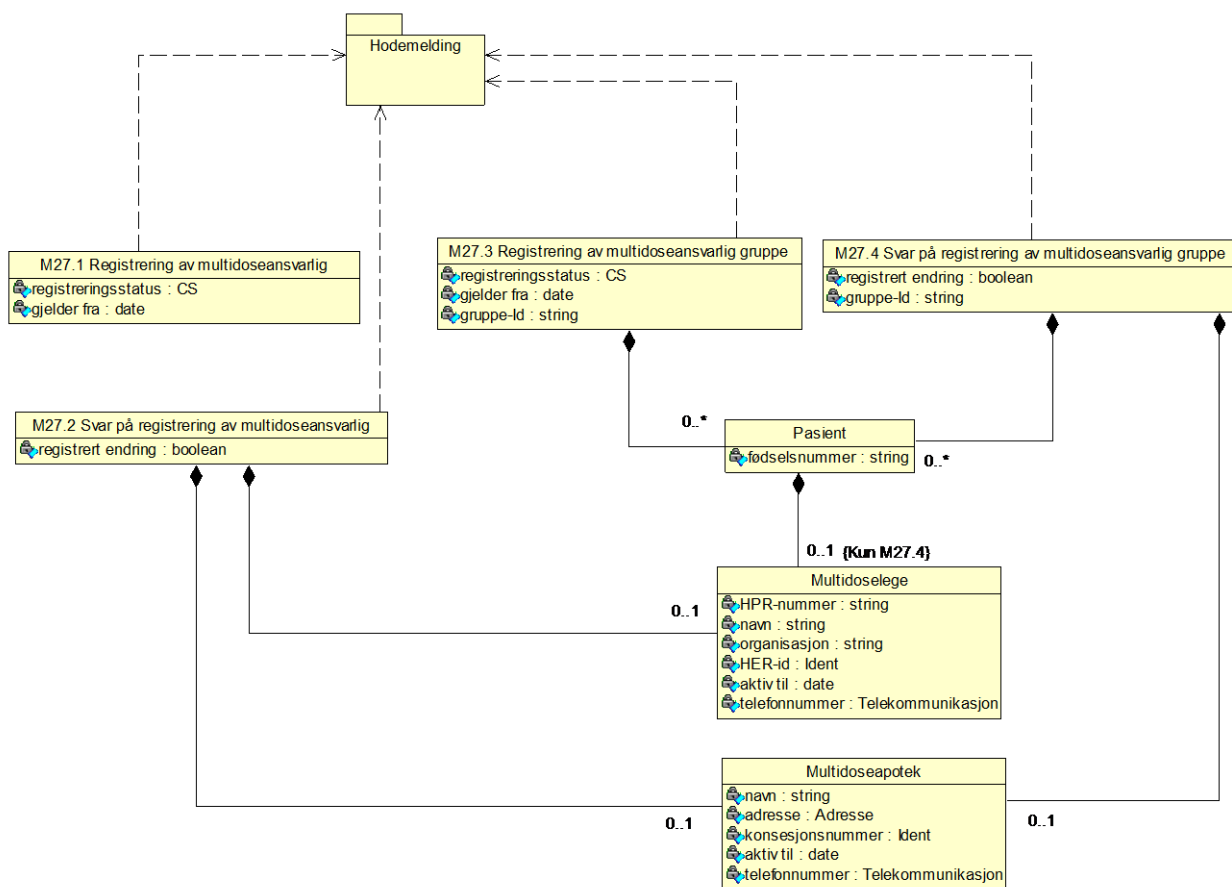 Hodemelding
M27.1 Registrering av multidoseansvarlig
registreringsstatus : CS
gjelder fra : date
M27.3 Registrering av multidoseansvarlig gruppe
registreringsstatus : CS
gjelder fra : date
gruppe-Id : string
M27.4 Svar på registrering av multidoseansvarlig gruppe
registrert endring : boolean
gruppe-Id : string
M27.2 Svar på registrering av multidoseansvarlig
registrert endring : boolean
0..*
Pasient
fødselsnummer : string
0..*
0..1 {Kun M27.4}
0..1
Multidoselege
HPR-nummer : string
navn : string
organisasjon : string
HER-id : Ident
aktiv til : date
telefonnummer : Telekommunikasjon
0..1
Multidoseapotek
navn : string
adresse : Adresse
konsesjonsnummer : Ident
aktiv til : date
telefonnummer : Telekommunikasjon
0..1